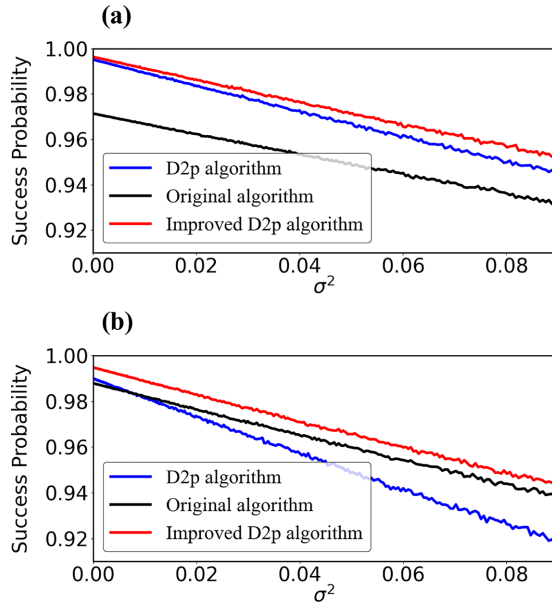 (a)
1.00
0.98
0.96
0.94
0.92
Success Probability
D2p algorithm
Original algorithm
Improved D2p algorithm
0.00 0.02 0.04 0.06 0.08
σ²
(b)
1.00
0.98
0.96
0.94
0.92
Success Probability
D2p algorithm
Original algorithm
Improved D2p algorithm
0.00 0.02 0.04 0.06 0.08
σ²